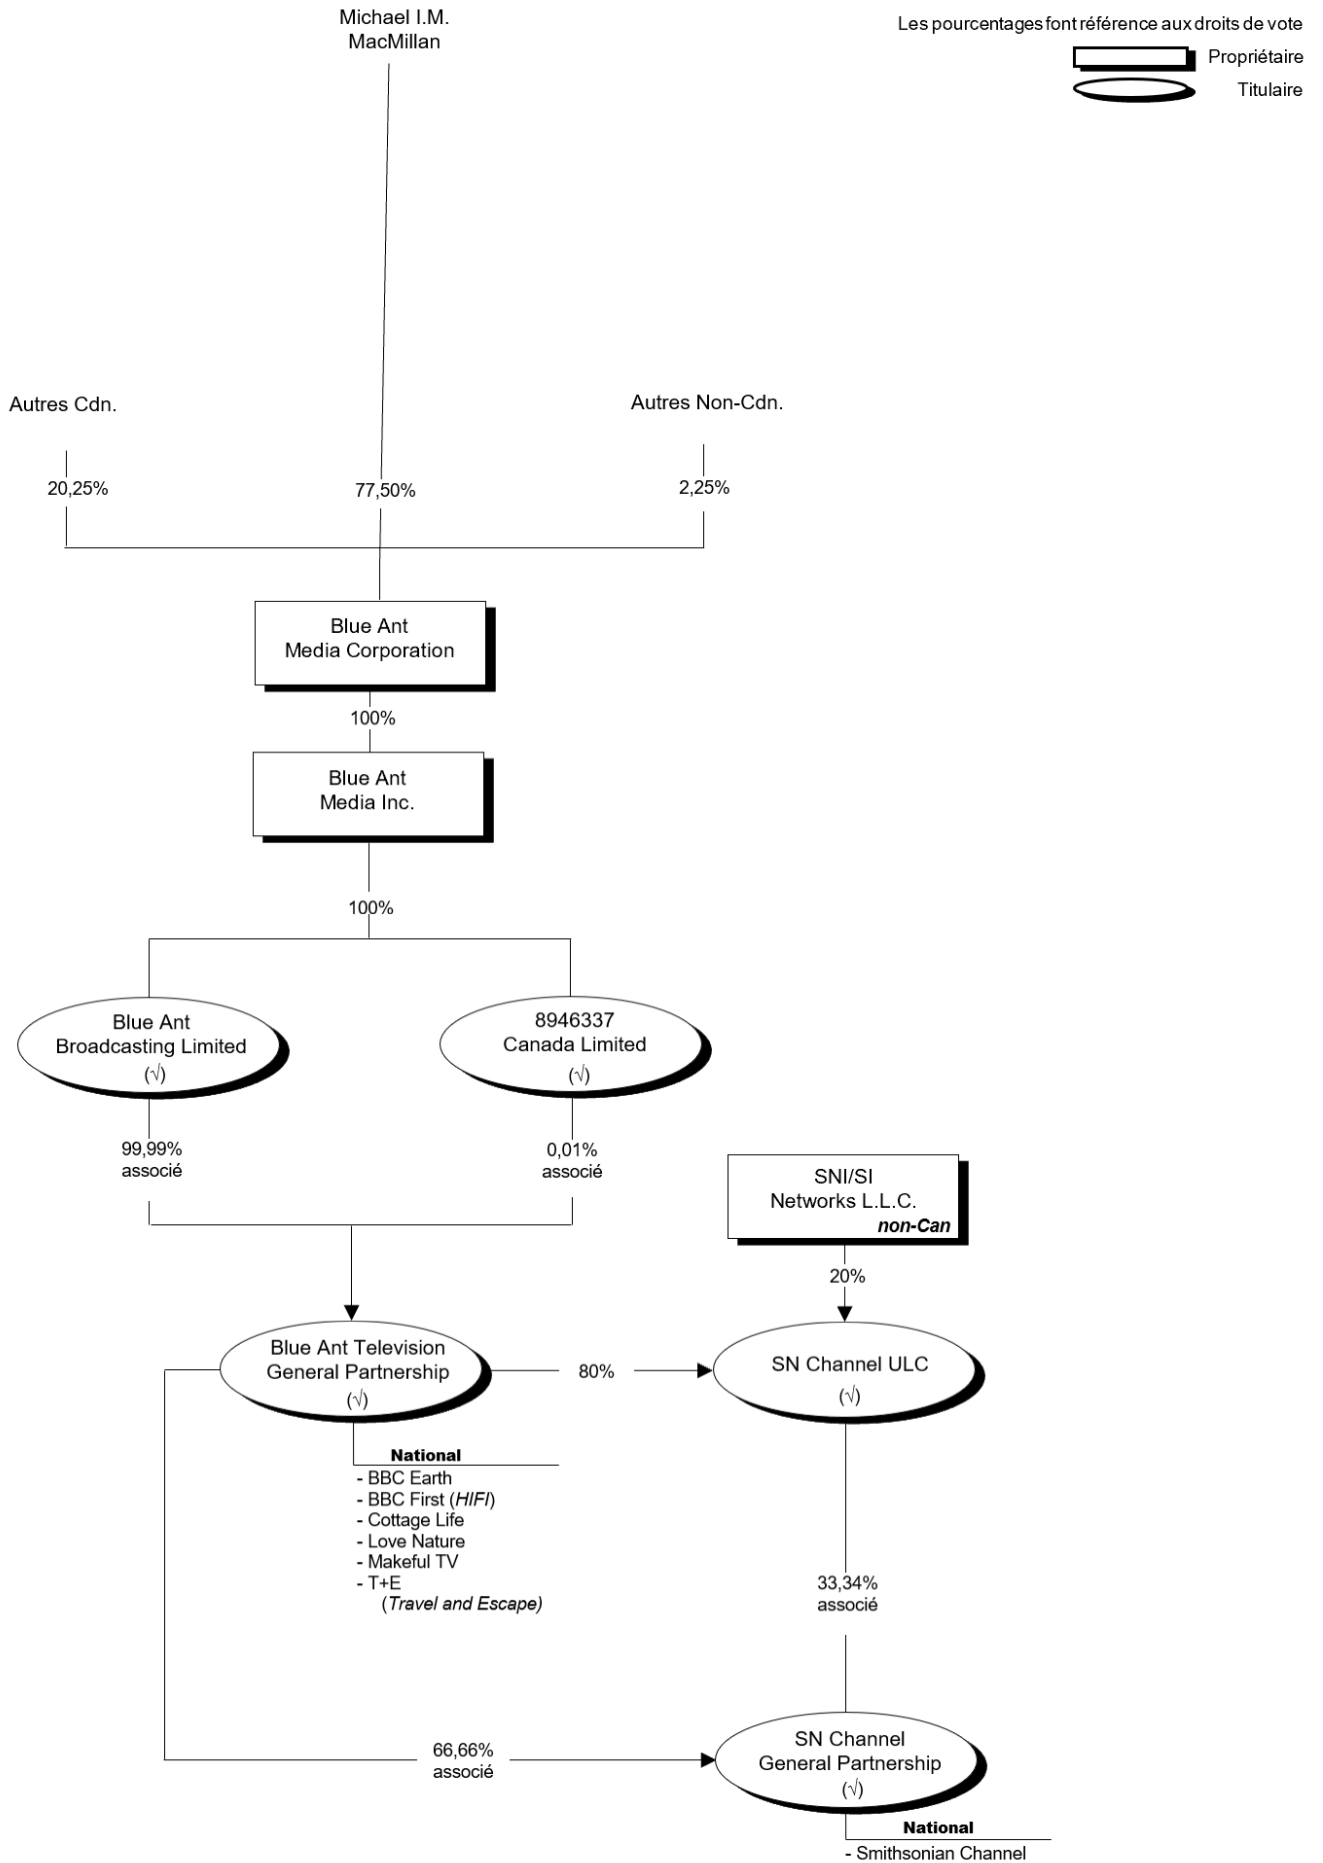 Michael I.M.
MacMillan
Les pourcentages font référence aux droits de vote
Propriétaire
Titulaire
Autres Cdn.
Autres Non-Cdn.
20,25%
77,50%
2,25%
Blue Ant
Media Corporation
100%
Blue Ant
Media Inc.
100%
Blue Ant
Broadcasting Limited
(√)
8946337
Canada Limited
(√)
99,99%
associé
0,01%
associé
SNI/SI
Networks L.L.C.
non-Can
20%
Blue Ant Television
General Partnership
(√)
80%
SN Channel ULC
(√)
National
- BBC Earth
- BBC First (HIFI)
- Cottage Life
- Love Nature
- Makeful TV
- T+E
(Travel and Escape)
33,34%
associé
66,66%
associé
SN Channel
General Partnership
(√)
National
- Smithsonian Channel